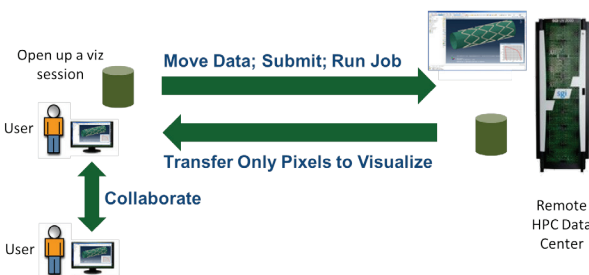 Open up a viz
session
Move Data; Submit; Run Job
User
Transfer Only Pixels to Visualize
Collaborate
User
sgi
Remote
HPC Data
Center